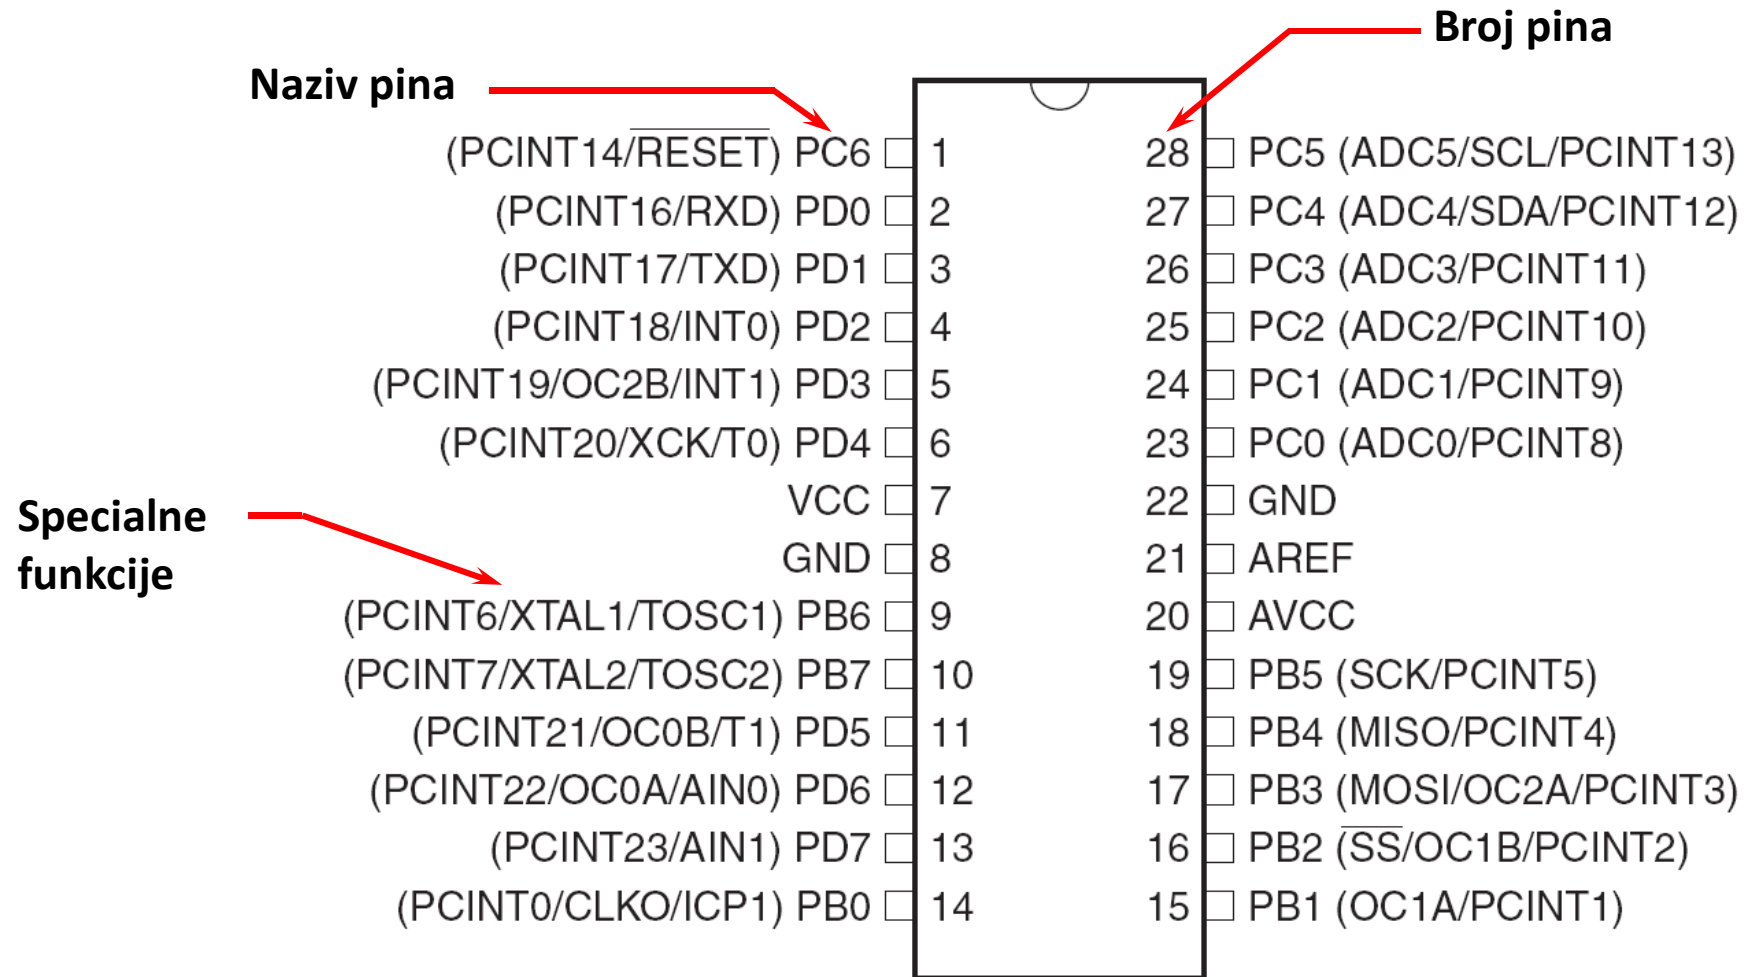 Broj pina
Naziv pina
(PCINT14/RESET) PC6 1 28 PC5 (ADC5/SCL/PCINT13)
(PCINT16/RXD) PD0 2 27 PC4 (ADC4/SDA/PCINT12)
(PCINT17/TXD) PD1 3 26 PC3 (ADC3/PCINT11)
(PCINT18/INT0) PD2 4 25 PC2 (ADC2/PCINT10)
(PCINT19/OC2B/INT1) PD3 5 24 PC1 (ADC1/PCINT9)
(PCINT20/XCK/T0) PD4 6 23 PC0 (ADC0/PCINT8)
VCC 7 22 GND
Specialne
funkcije
GND 8 21 AREF
(PCINT6/XTAL1/TOSC1) PB6 9 20 AVCC
(PCINT7/XTAL2/TOSC2) PB7 10 19 PB5 (SCK/PCINT5)
(PCINT21/OC0B/T1) PD5 11 18 PB4 (MISO/PCINT4)
(PCINT22/OC0A/AIN0) PD6 12 17 PB3 (MOSI/OC2A/PCINT3)
(PCINT23/AIN1) PD7 13 16 PB2 (SS/OC1B/PCINT2)
(PCINT0/CLKO/ICP1) PB0 14 15 PB1 (OC1A/PCINT1)